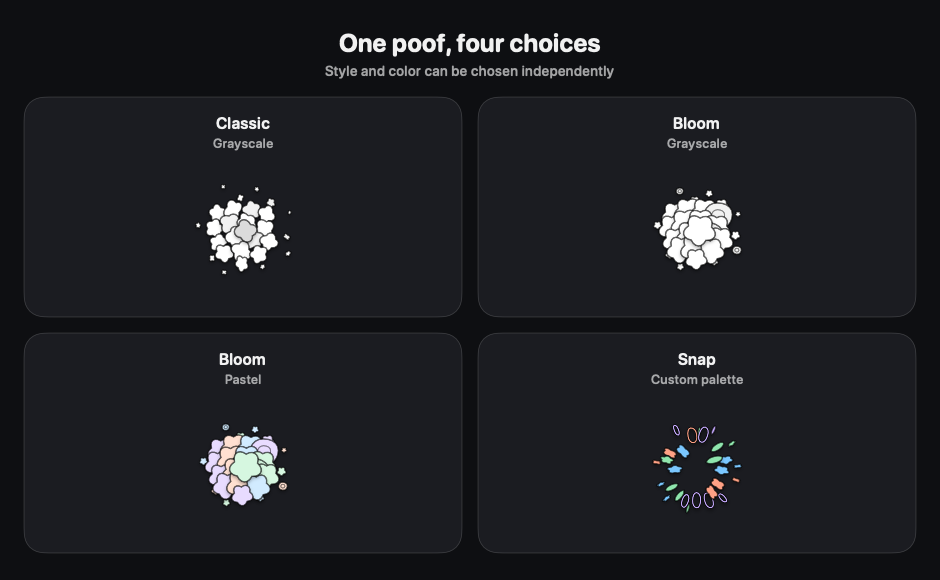 One poof, four choices
Style and color can be chosen independently
Classic
Grayscale
Bloom
Grayscale
Bloom
Pastel
Snap
Custom palette